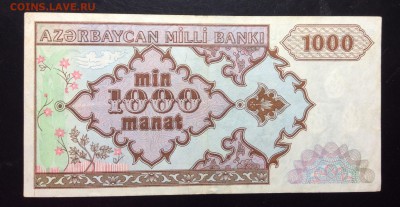 COINS.LAVE.RU
AZƏRBAYCAN MİLLİ BANKI
1000
min
1000
manat